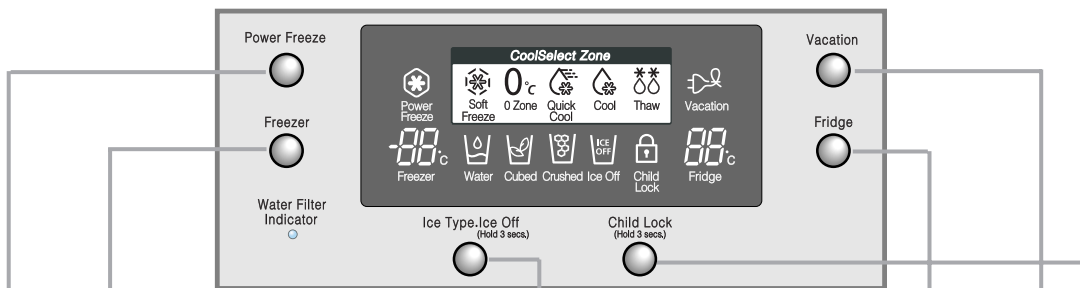 Power Freeze
Vacation
CoolSelect Zone
0°C
Soft
Freeze
0 Zone
Quick
Cool
Cool
Thaw
Power
Freeze
Vacation
Freezer
Fridge
-88°C
ICE
OFF
88°C
Freezer
Water
Cubed
Crushed
Ice Off
Child
Lock
Fridge
Water Filter
Indicator
Ice Type.Ice Off
(Hold 3 secs.)
Child Lock
(Hold 3 secs.)